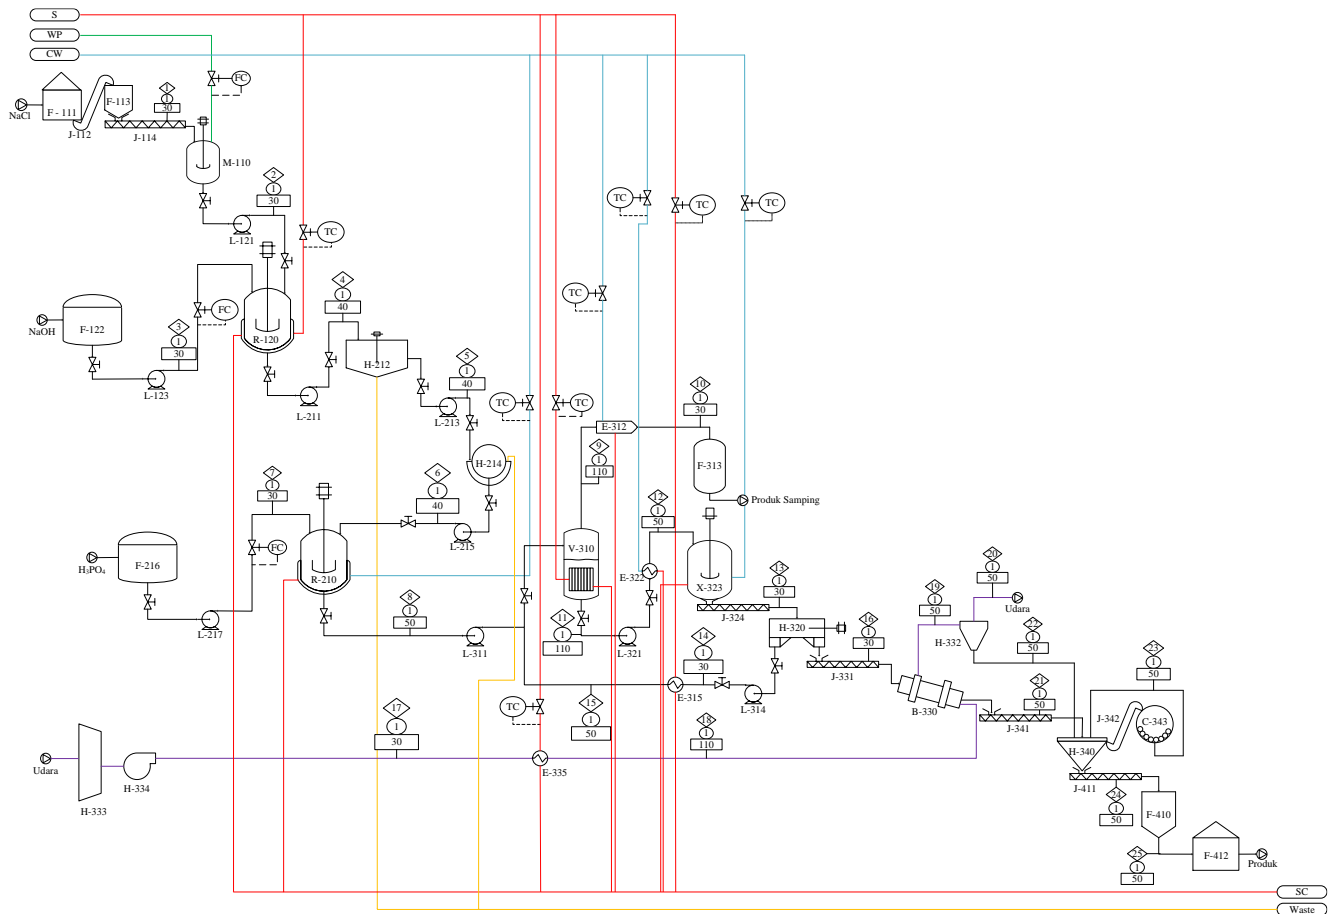 S
WP
CW
F - 111
NaCl
J-112
F-113
1
1
30
J-114
FC
M-110
2
1
30
L-121
TC
F-122
NaOH
3
1
30
L-123
FC
R-120
4
1
40
L-211
H-212
5
1
40
L-213
H-214
6
1
40
L-215
7
1
30
FC
F-216
H₃PO₄
L-217
R-210
8
1
50
L-311
TC
TC
TC
TC
TC
TC
E-312
9
1
110
10
1
30
F-313
Produk Samping
V-310
11
1
110
L-321
12
1
50
E-322
X-323
J-324
13
1
30
H-320
14
1
30
L-314
E-315
15
1
50
16
1
30
J-331
TC
17
1
30
18
1
110
E-335
Udara
H-333
H-334
19
1
50
20
1
50
Udara
H-332
B-330
21
1
50
J-341
22
1
50
23
1
50
J-342
C-343
H-340
J-411
24
1
50
F-410
25
1
50
F-412
Produk
SC
Waste